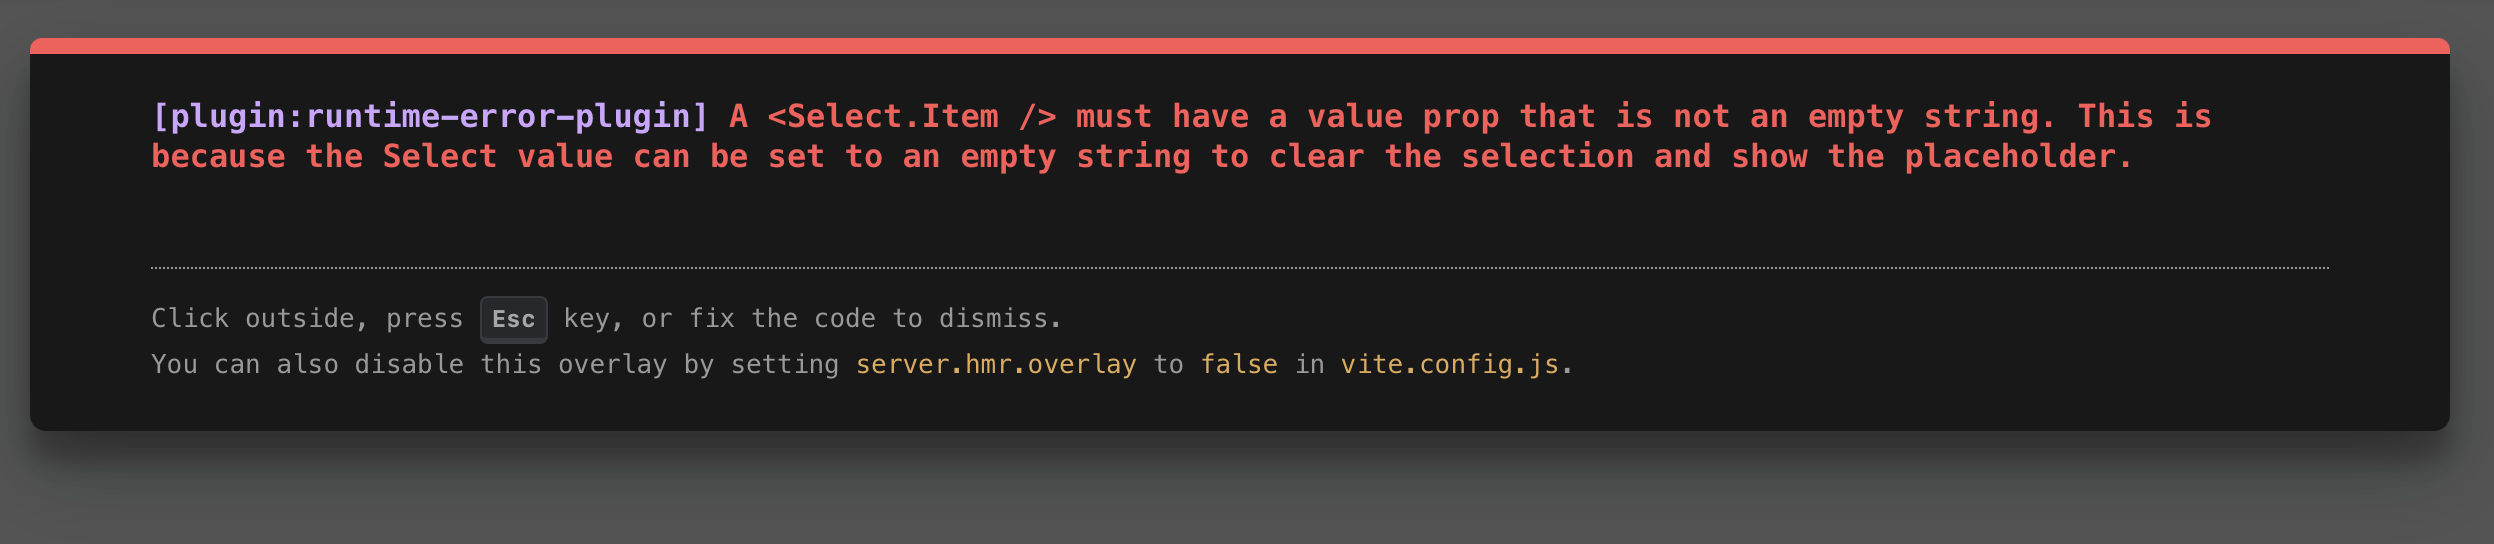 [plugin:runtime-error-plugin] A <Select.Item /> must have a value prop that is not an empty string. This is
because the Select value can be set to an empty string to clear the selection and show the placeholder.
Click outside, press Esc key, or fix the code to dismiss.
You can also disable this overlay by setting server.hmr.overlay to false in vite.config.js.